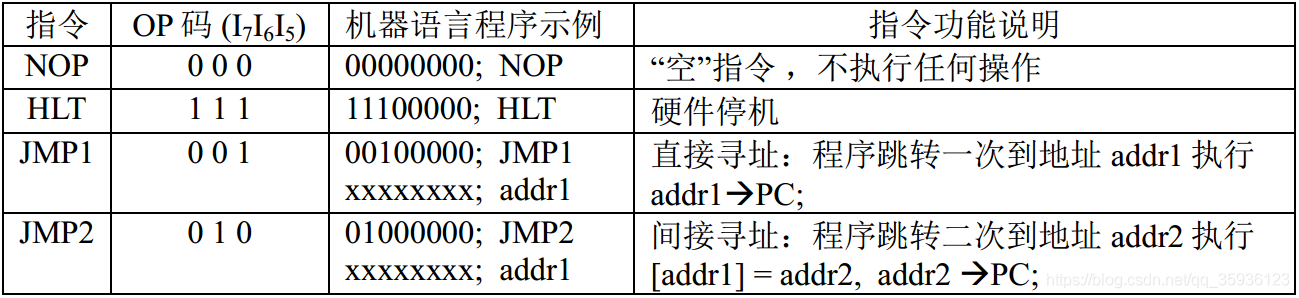 指令 OP 码 (I7I6I5) 机器语言程序示例 指令功能说明
NOP 0 0 0 00000000; NOP “空”指令 ，不执行任何操作
HLT 1 1 1 11100000; HLT 硬件停机
JMP1 0 0 1 00100000; JMP1 直接寻址：程序跳转一次到地址 addr1 执行
xxxxxxxx; addr1 addr1→PC;
JMP2 0 1 0 01000000; JMP2 间接寻址：程序跳转二次到地址 addr2 执行
xxxxxxxx; addr1 [addr1] = addr2, addr2 →PC;
https://blog.csdn.net/qq_35936123